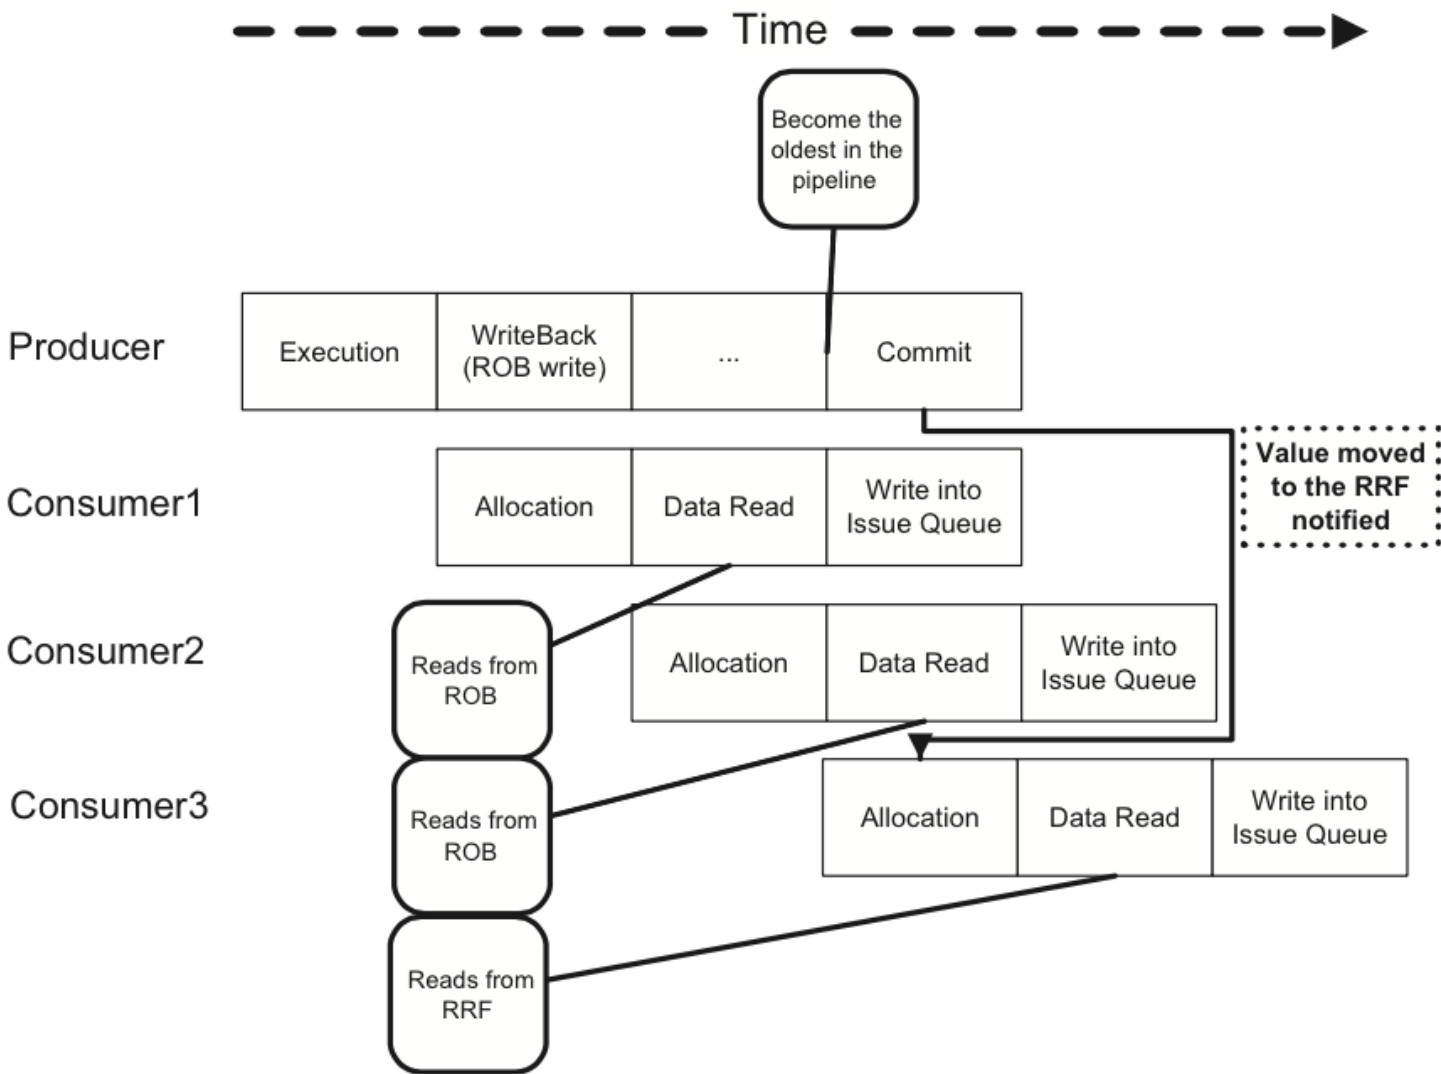 Time
Become the
oldest in the
pipeline
Producer
Execution
WriteBack
(ROB write)
...
Commit
Value moved
to the RRF
notified
Consumer1
Allocation
Data Read
Write into
Issue Queue
Consumer2
Reads from
ROB
Allocation
Data Read
Write into
Issue Queue
Consumer3
Reads from
ROB
Allocation
Data Read
Write into
Issue Queue
Reads from
RRF